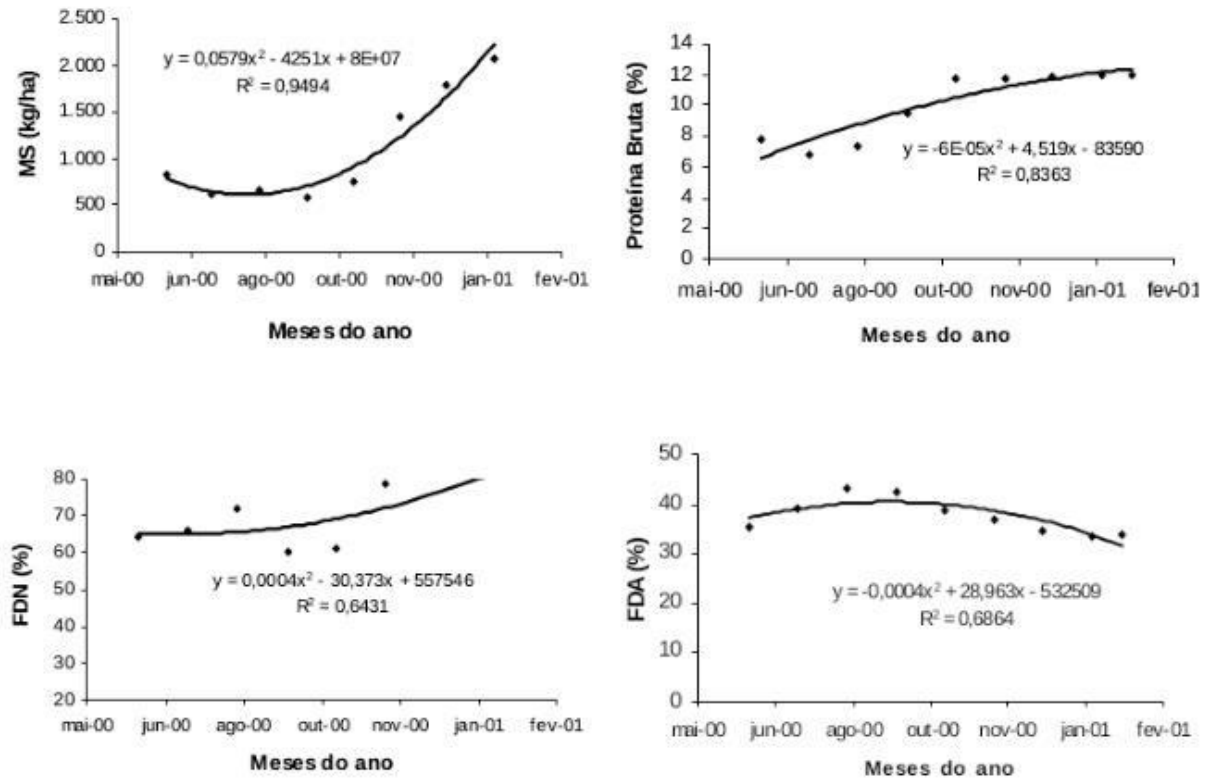 MS (kg/ha)
2.500
2.000
1.500
1.000
500
0
y = 0,0579x² - 4251x + 8E+07
R² = 0,9494
mai-00 jun-00 ago-00 out-00 nov-00 jan-01 fev-01
Meses do ano
Proteína Bruta (%)
14
12
10
8
6
4
2
0
y = -6E-05x² + 4,519x - 83590
R² = 0,8363
mai-00 jun-00 ago-00 out-00 nov-00 jan-01 fev-01
Meses do ano
FDN (%)
80
70
60
50
40
30
20
y = 0,0004x² - 30,373x + 557546
R² = 0,6431
mai-00 jun-00 ago-00 out-00 nov-00 jan-01 fev-01
Meses do ano
FDA (%)
50
40
30
20
10
0
y = -0,0004x² + 28,963x - 532509
R² = 0,6864
mai-00 jun-00 ago-00 out-00 nov-00 jan-01 fev-01
Meses do ano